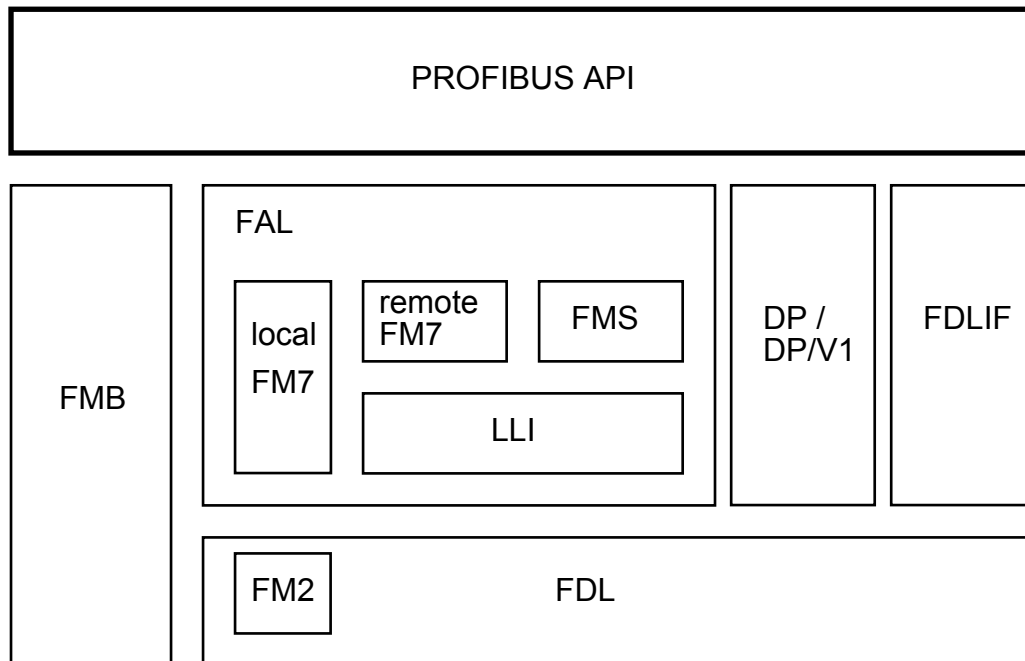 PROFIBUS API
FMB
FAL
local
FM7
remote
FM7
FMS
LLI
DP /
DP/V1
FDLIF
FM2
FDL